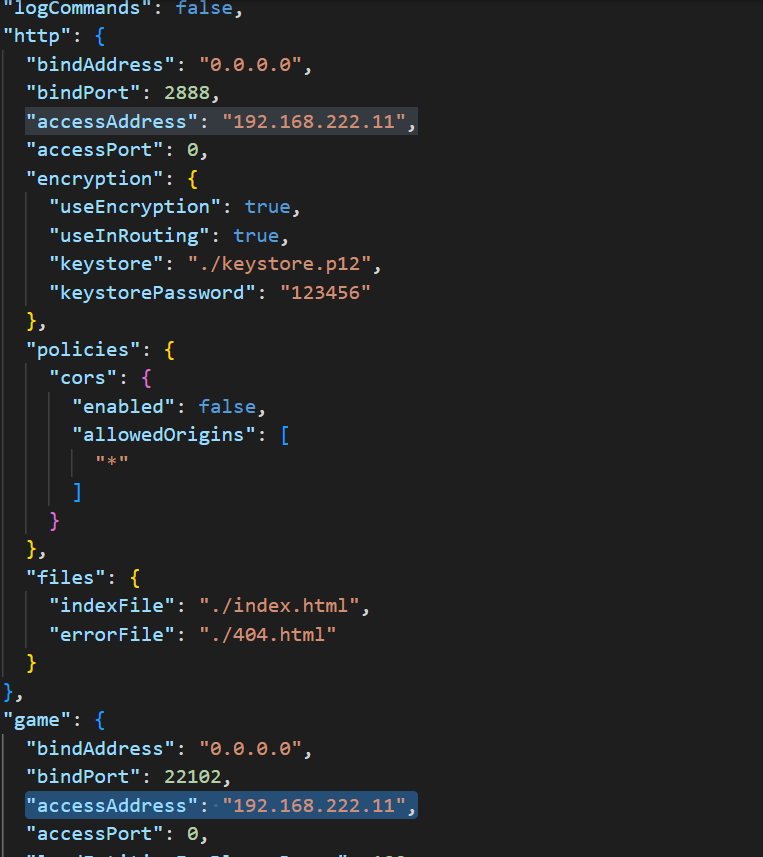 "logCommands": false,
"http": {
"bindAddress": "0.0.0.0",
"bindPort": 2888,
"accessAddress": "192.168.222.11",
"accessPort": 0,
"encryption": {
"useEncryption": true,
"useInRouting": true,
"keystore": "./keystore.p12",
"keystorePassword": "123456"
},
"policies": {
"cors": {
"enabled": false,
"allowedOrigins": [
"*"
]
}
},
"files": {
"indexFile": "./index.html",
"errorFile": "./404.html"
}
},
"game": {
"bindAddress": "0.0.0.0",
"bindPort": 22102,
"accessAddress": "192.168.222.11",
"accessPort": 0,